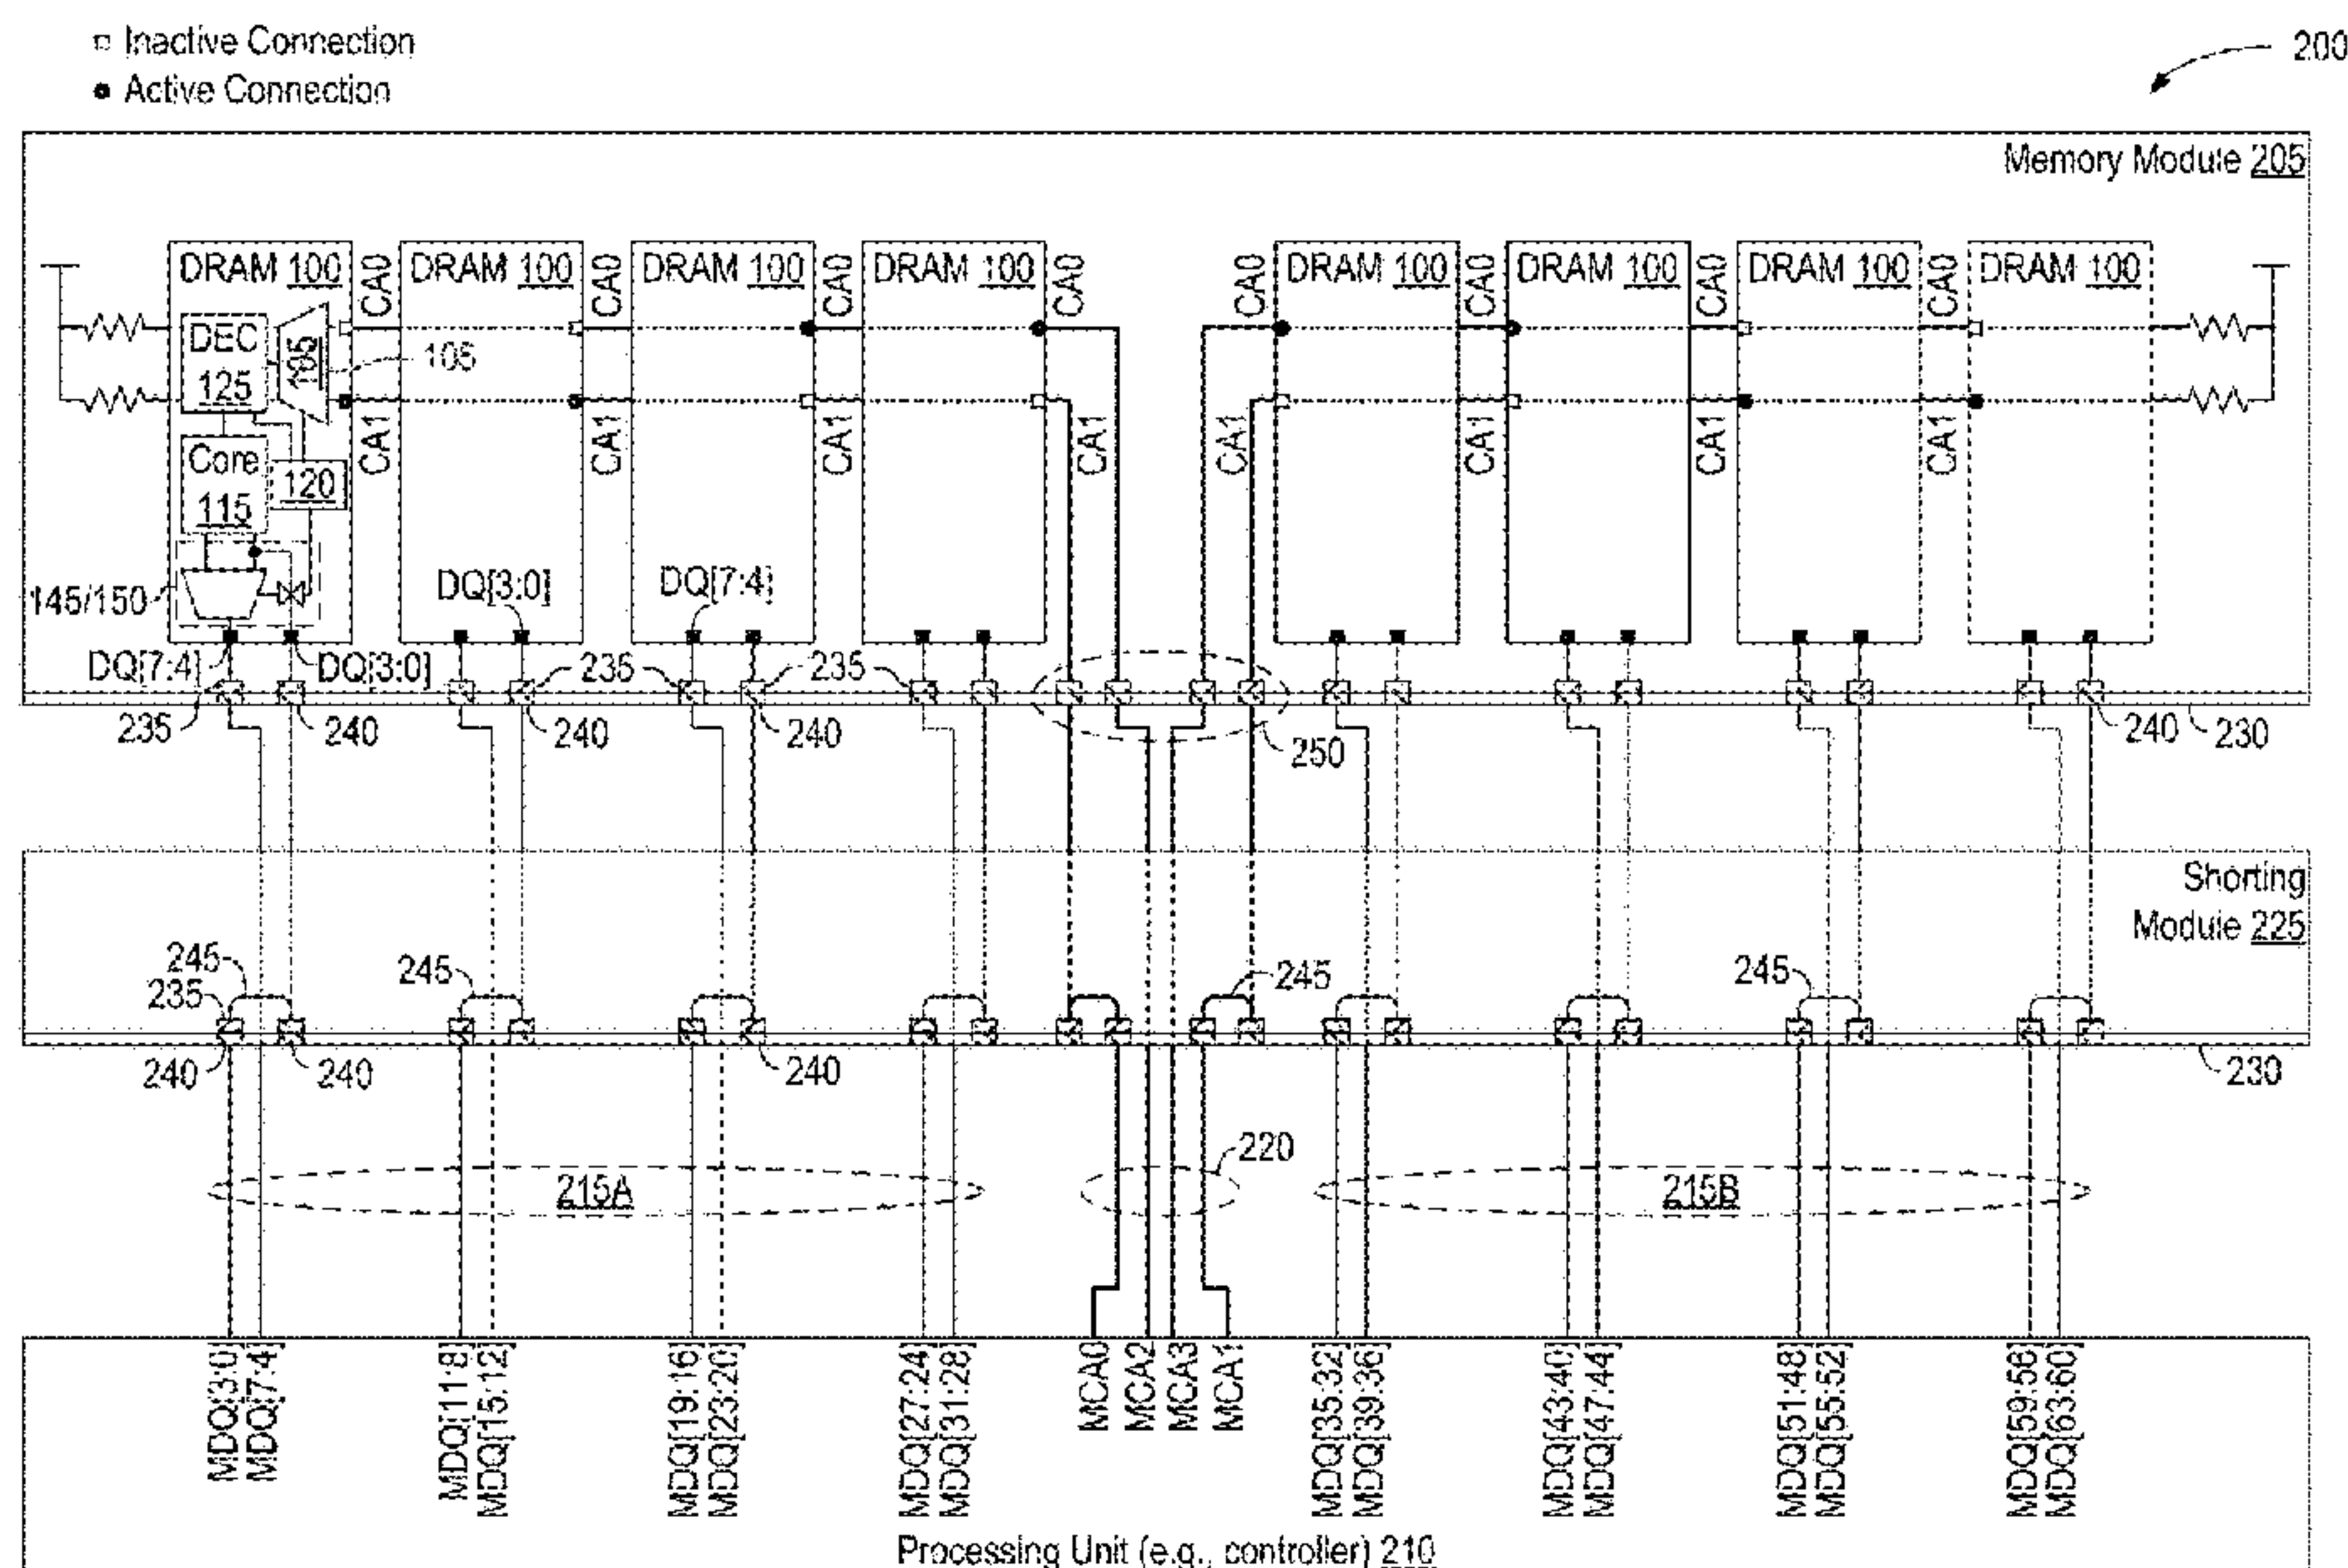 Inactive Connection
Active Connection
200
Memory Module 205
DRAM 100 CA0 DRAM 100 CA0 DRAM 100 CA0 DRAM 100 CA0 CA0 DRAM 100 CA0 DRAM 100 CA0 DRAM 100 CA0 DRAM 100
DEC 125 105 105
CA1 CA1 CA1 CA1 CA1 CA1 CA1 CA1
Core 115 120
145/150 DQ[3:0] DQ[7:4]
DQ[7:4] DQ[3:0] 235 235
235 240 240 240 250 240 230
Shorting
Module 225
245 245 245 245
235
240 240 240 230
220
215A 215B
MDQ[3:0]
MDQ[7:4]
MDQ[11:8]
MDQ[15:12]
MDQ[19:16]
MDQ[23:20]
MDQ[27:24]
MDQ[31:28]
MCA0
MCA2
MCA3
MCA1
MDQ[35:32]
MDQ[39:36]
MDQ[43:40]
MDQ[47:44]
MDQ[51:48]
MDQ[55:52]
MDQ[59:56]
MDQ[63:60]
Processing Unit (e.g., controller) 210